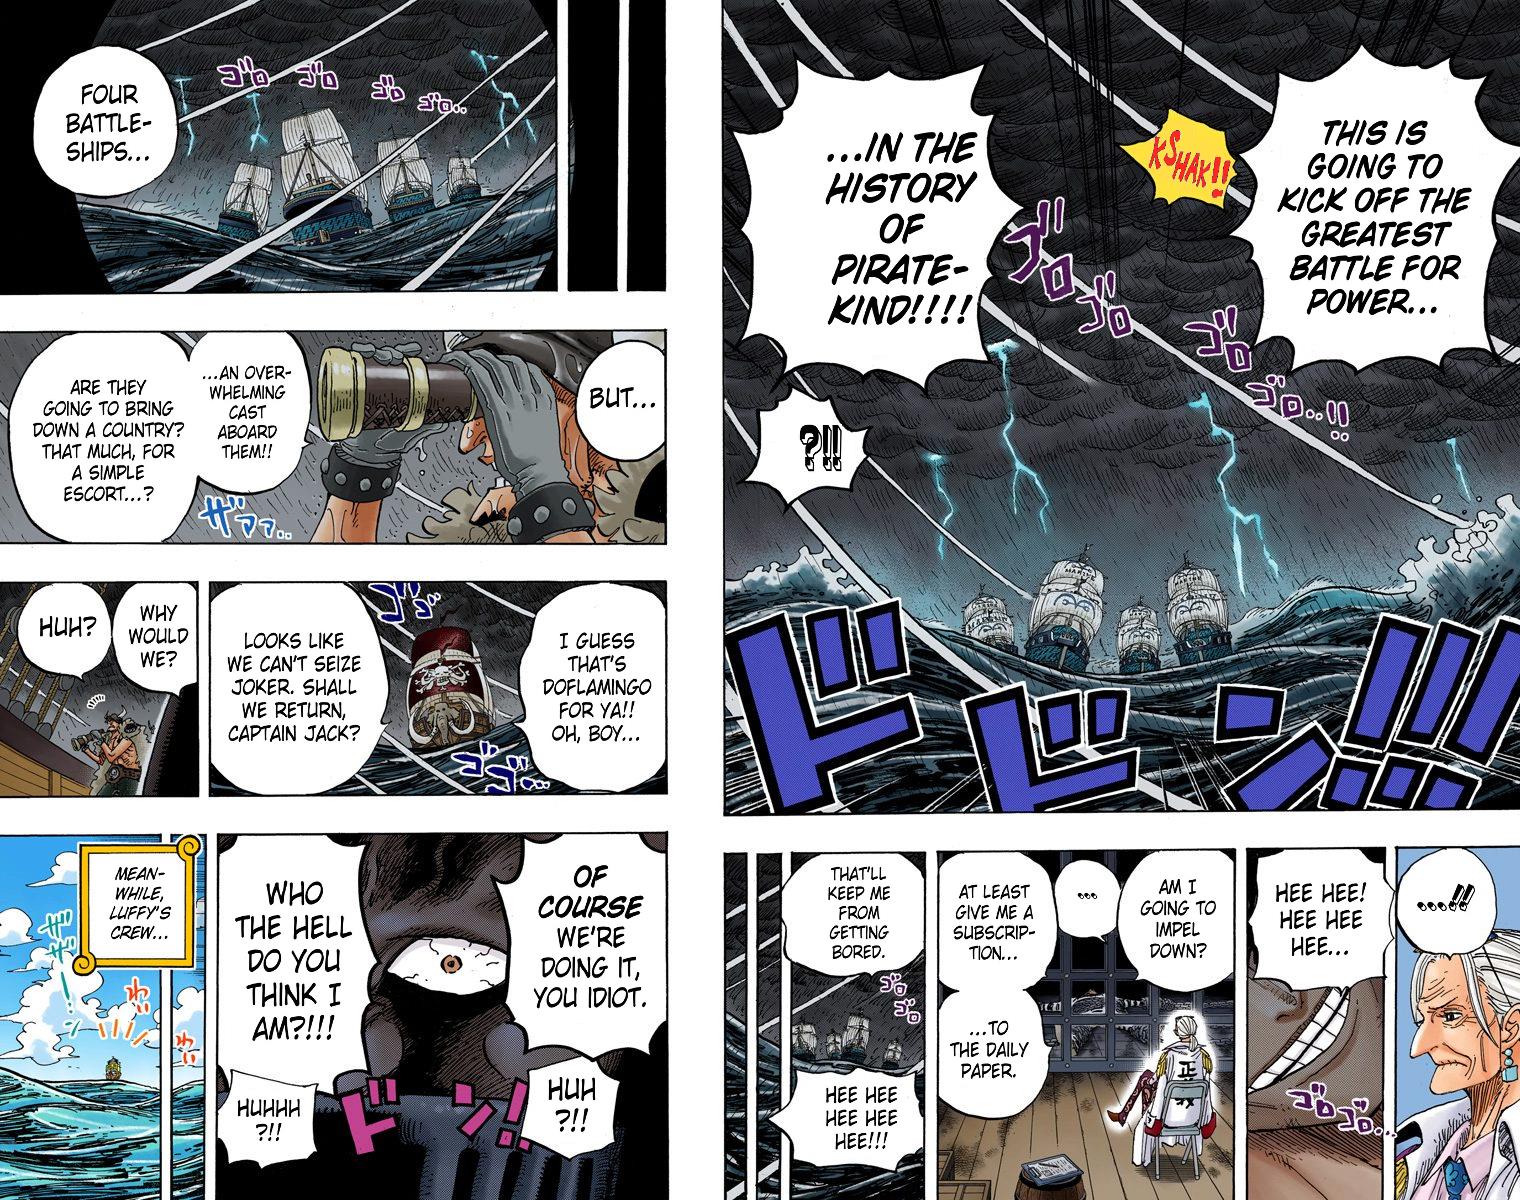 THIS IS
GOING TO
KICK OFF THE
GREATEST
BATTLE FOR
POWER...
KSHAK!!
...IN THE
HISTORY
OF
PIRATE-
KIND!!!!
?!!
ゴロ
ゴロ
ゴロ
ゴロ..!!
ドドン!!!
...!!
HEE HEE!
HEE HEE
HEE...
ゴロゴロ...
AM I
GOING TO
IMPEL
DOWN?
...
AT LEAST
GIVE ME A
SUBSCRIP-
TION...
...TO
THE DAILY
PAPER.
正
THAT'LL
KEEP ME
FROM
GETTING
BORED.
ゴロ
ゴロ
HEE HEE
HEE HEE
HEE!!!
FOUR
BATTLE-
SHIPS...
ゴロ
ゴロ
ゴロ
ゴロ..
BUT...
...AN OVER-
WHELMING
CAST
ABOARD
THEM!!
ARE THEY
GOING TO BRING
DOWN A COUNTRY?
THAT MUCH, FOR
A SIMPLE
ESCORT...?
ザァァ..
I GUESS
THAT'S
DOFLAMINGO
FOR YA!!
OH, BOY...
ゴゴ
ゴゴ...
LOOKS LIKE
WE CAN'T SEIZE
JOKER. SHALL
WE RETURN,
CAPTAIN JACK?
WHY
WOULD
WE?
HUH?
OF
COURSE
WE'RE
DOING IT,
YOU IDIOT.
WHO
THE HELL
DO YOU
THINK I
AM?!!!
ドン!!
HUH
?!!
HUHHH
?!!
MEAN-
WHILE,
LUFFY'S
CREW...